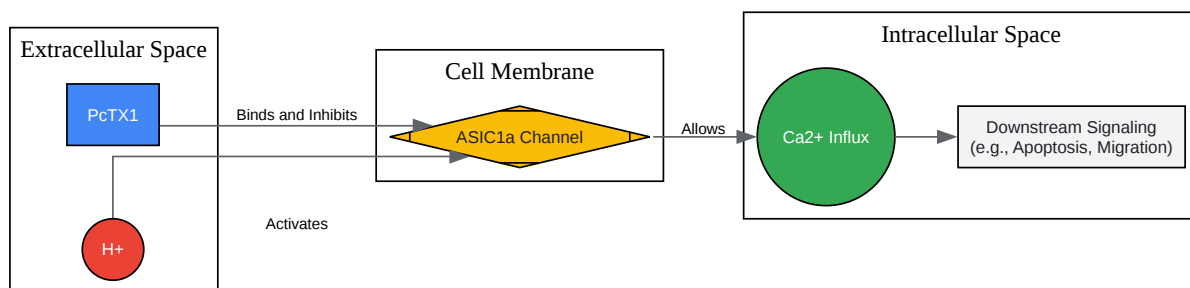 Extracellular Space
PcTX1
H+
Binds and Inhibits
Activates
Cell Membrane
ASIC1a Channel
Allows
Intracellular Space
Ca2+ Influx
Downstream Signaling
(e.g., Apoptosis, Migration)